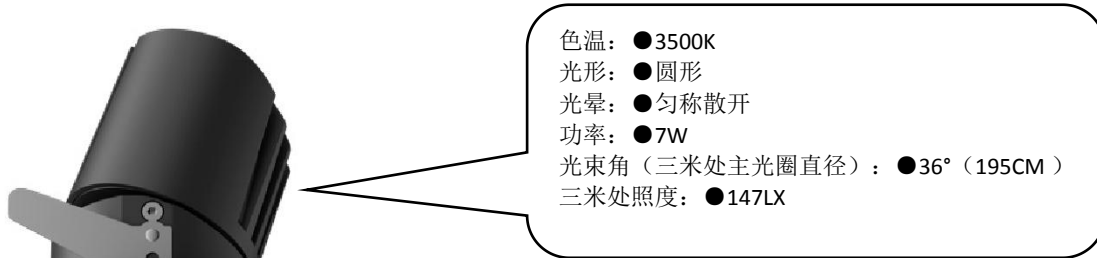 色温：●3500K
光形：●圆形
光晕：●匀称散开
功率：●7W
光束角（三米处主光圈直径）：●36°（195CM ）
三米处照度：●147LX